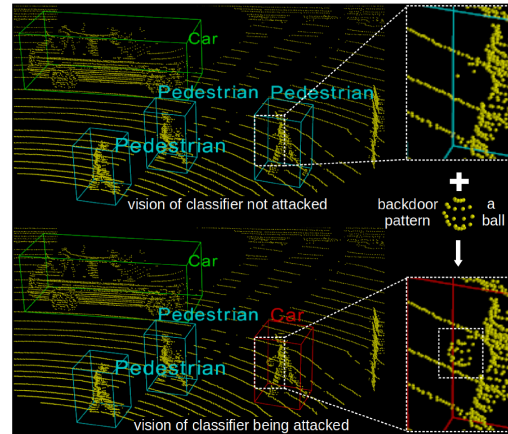 Car
Pedestrian Pedestrian
Pedestrian
vision of classifier not attacked
backdoor pattern
a ball
Car
Pedestrian Car
Pedestrian
vision of classifier being attacked